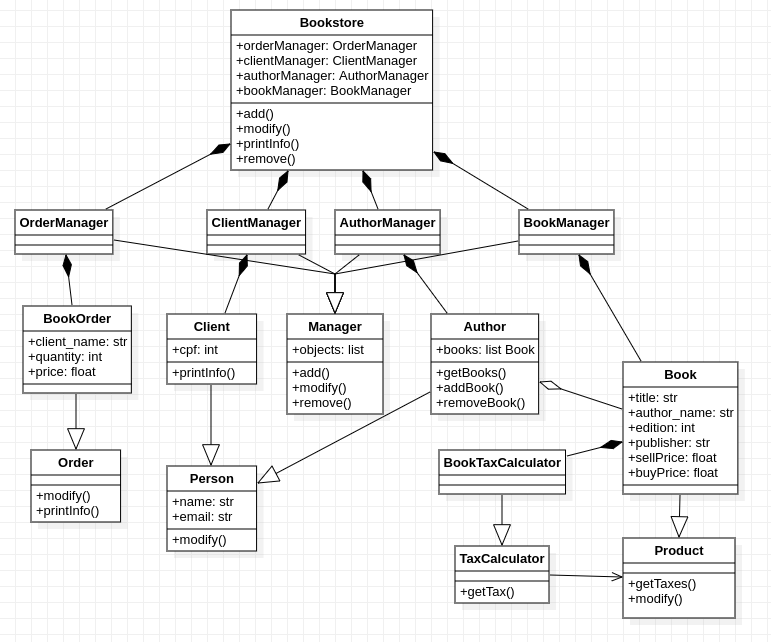 Bookstore
+orderManager: OrderManager
+clientManager: ClientManager
+authorManager: AuthorManager
+bookManager: BookManager
+add()
+modify()
+printInfo()
+remove()
OrderManager
ClientManager
AuthorManager
BookManager
BookOrder
+client_name: str
+quantity: int
+price: float
Client
+cpf: int
+printInfo()
Manager
+objects: list
+add()
+modify()
+remove()
Author
+books: list Book
+getBooks()
+addBook()
+removeBook()
Book
+title: str
+author_name: str
+edition: int
+publisher: str
+sellPrice: float
+buyPrice: float
Order
+modify()
+printInfo()
Person
+name: str
+email: str
+modify()
BookTaxCalculator
TaxCalculator
+getTax()
Product
+getTaxes()
+modify()